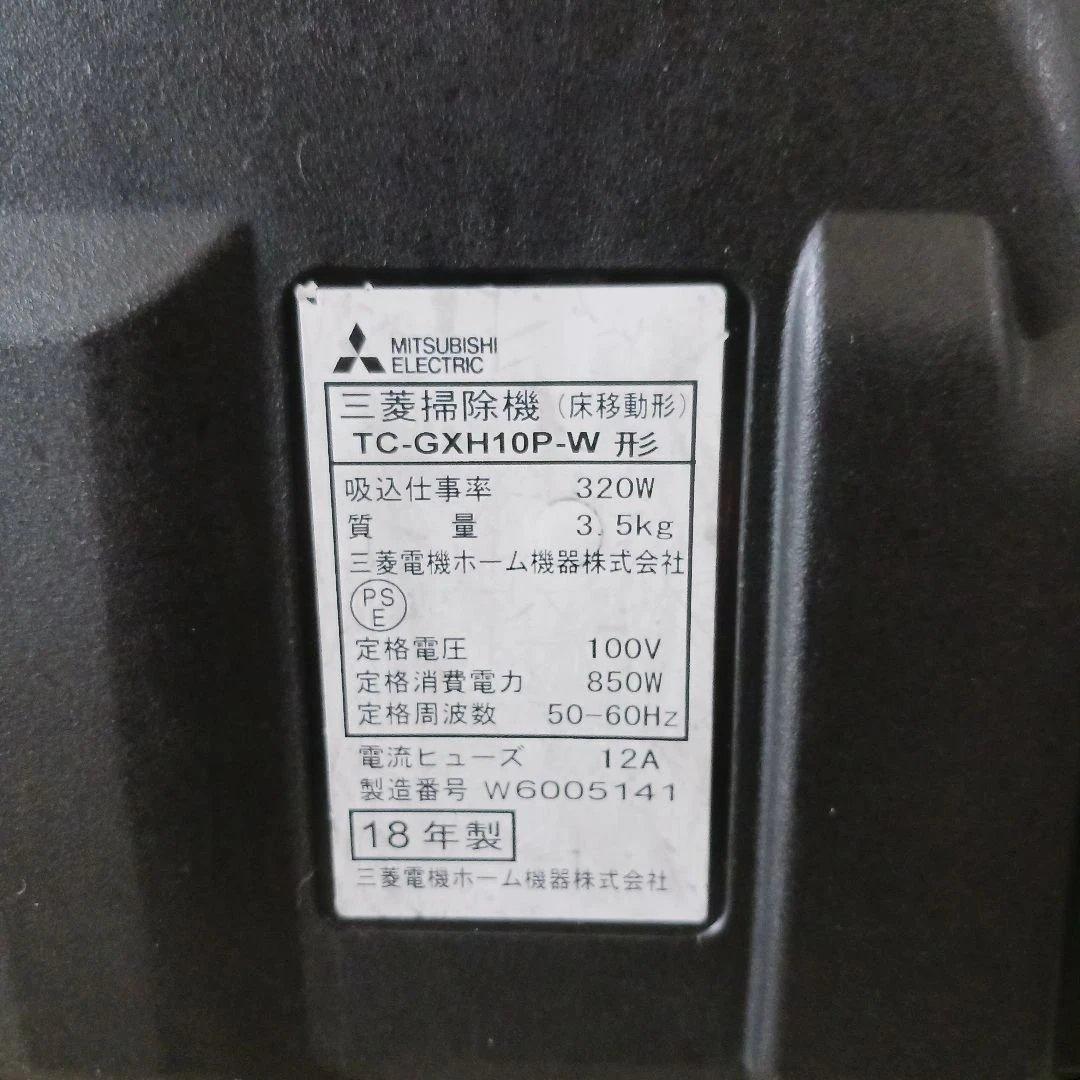 MITSUBISHI
ELECTRIC
三菱掃除機（床移動形）
TC-GXH10P-W 形
吸込仕事率 320W
質 量 3.5kg
三菱電機ホーム機器株式会社
PS
E
定格電圧 100V
定格消費電力 850W
定格周波数 50-60Hz
電流ヒューズ 12A
製造番号 W6005141
18年製
三菱電機ホーム機器株式会社